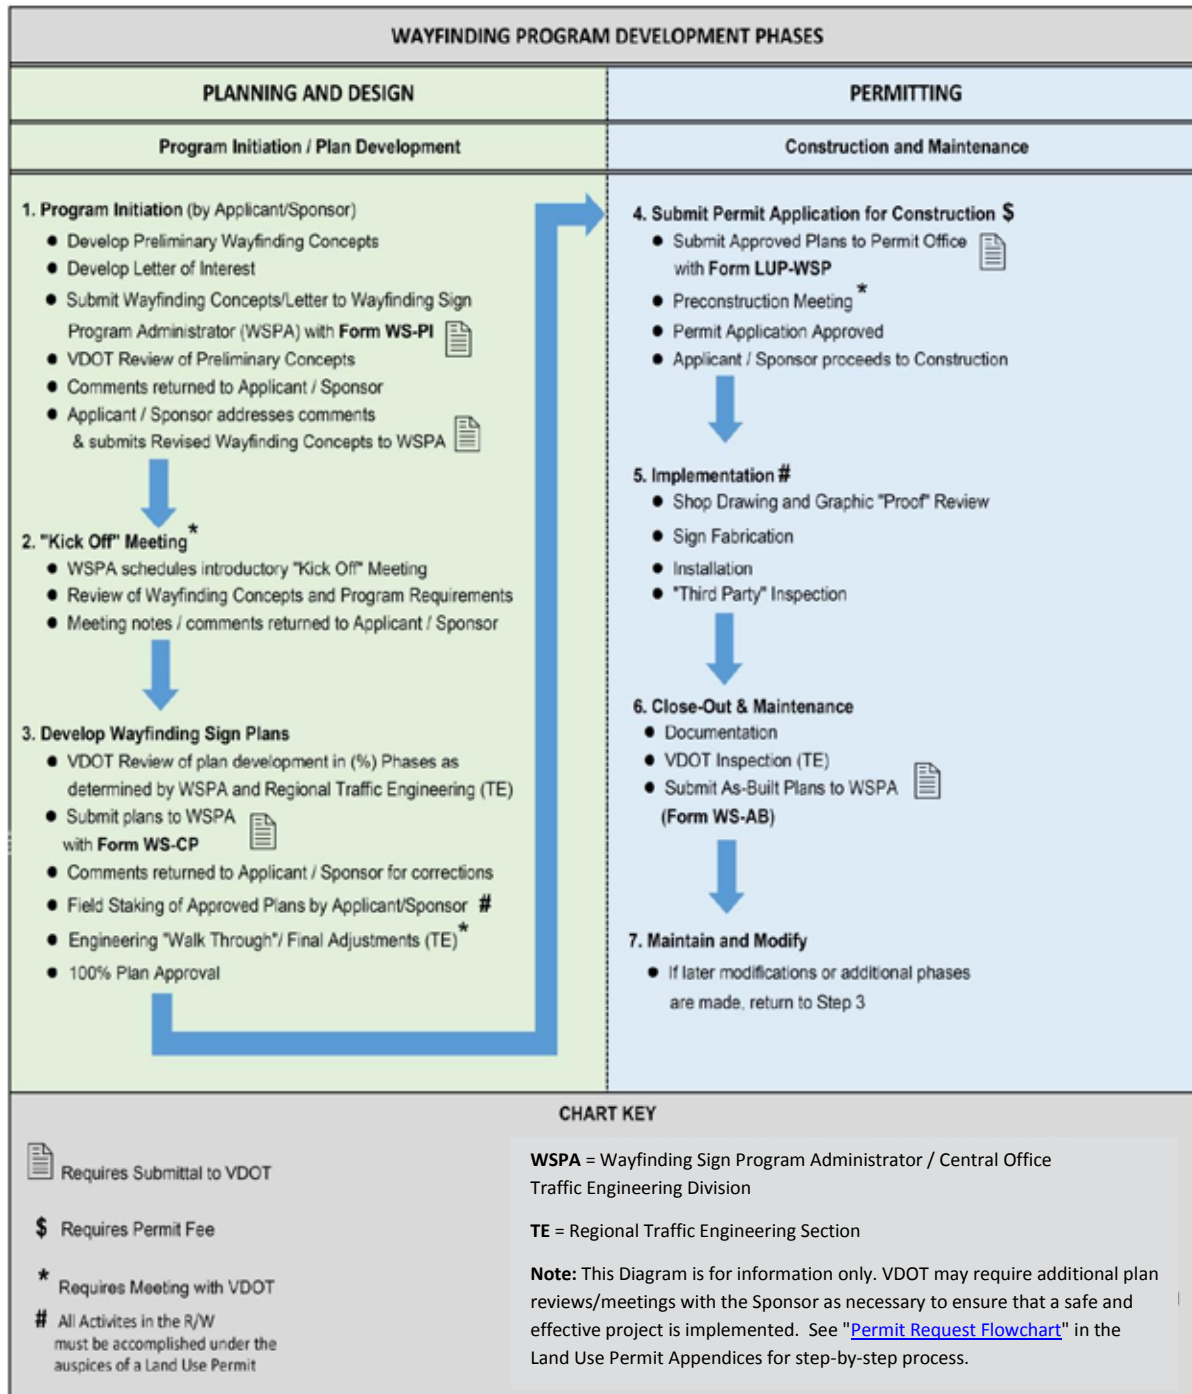 WAYFINDING PROGRAM DEVELOPMENT PHASES
PLANNING AND DESIGN
Program Initiation / Plan Development
1. Program Initiation (by Applicant/Sponsor)
● Develop Preliminary Wayfinding Concepts
● Develop Letter of Interest
● Submit Wayfinding Concepts/Letter to Wayfinding Sign
Program Administrator (WSPA) with Form WS-PI
● VDOT Review of Preliminary Concepts
● Comments returned to Applicant / Sponsor
● Applicant / Sponsor addresses comments
& submits Revised Wayfinding Concepts to WSPA
2. "Kick Off" Meeting*
● WSPA schedules introductory "Kick Off" Meeting
● Review of Wayfinding Concepts and Program Requirements
● Meeting notes / comments returned to Applicant / Sponsor
3. Develop Wayfinding Sign Plans
● VDOT Review of plan development in (%) Phases as
determined by WSPA and Regional Traffic Engineering (TE)
● Submit plans to WSPA
with Form WS-CP
● Comments returned to Applicant / Sponsor for corrections
● Field Staking of Approved Plans by Applicant/Sponsor #
● Engineering "Walk Through"/ Final Adjustments (TE)*
● 100% Plan Approval
PERMITTING
Construction and Maintenance
4. Submit Permit Application for Construction $
● Submit Approved Plans to Permit Office
with Form LUP-WSP
● Preconstruction Meeting*
● Permit Application Approved
● Applicant / Sponsor proceeds to Construction
5. Implementation #
● Shop Drawing and Graphic "Proof" Review
● Sign Fabrication
● Installation
● "Third Party" Inspection
6. Close-Out & Maintenance
● Documentation
● VDOT Inspection (TE)
● Submit As-Built Plans to WSPA
(Form WS-AB)
7. Maintain and Modify
● If later modifications or additional phases
are made, return to Step 3
CHART KEY
Requires Submittal to VDOT
$ Requires Permit Fee
* Requires Meeting with VDOT
# All Activites in the R/W
must be accomplished under the
auspices of a Land Use Permit
WSPA = Wayfinding Sign Program Administrator / Central Office
Traffic Engineering Division
TE = Regional Traffic Engineering Section
Note: This Diagram is for information only. VDOT may require additional plan
reviews/meetings with the Sponsor as necessary to ensure that a safe and
effective project is implemented. See "Permit Request Flowchart" in the
Land Use Permit Appendices for step-by-step process.